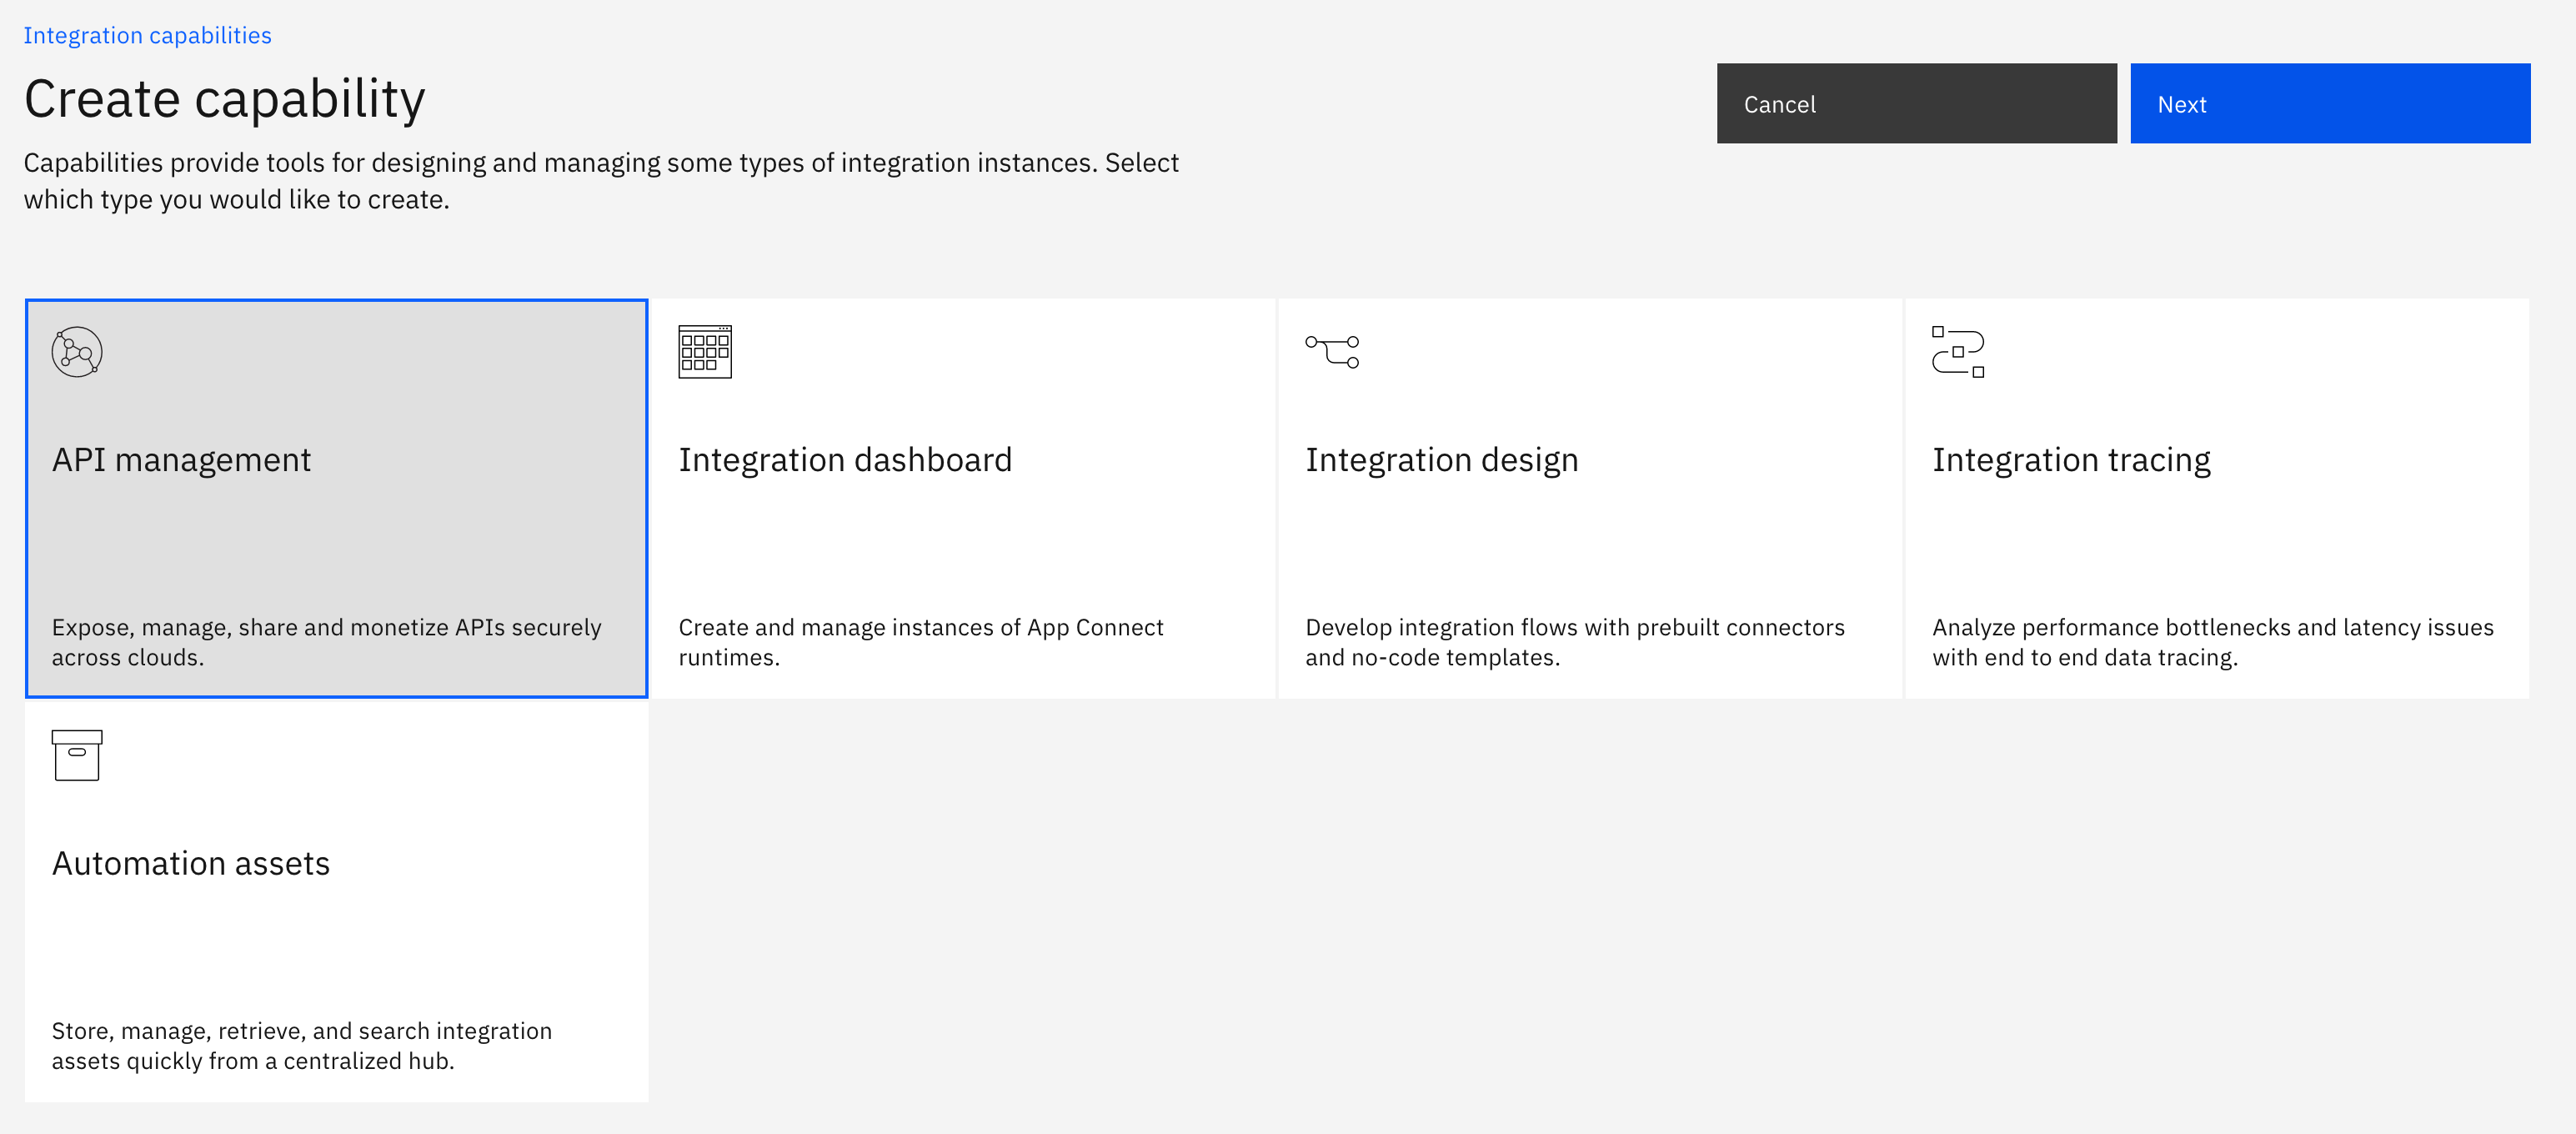 Integration capabilities
Create capability
Cancel
Next
Capabilities provide tools for designing and managing some types of integration instances. Select
which type you would like to create.
API management
Expose, manage, share and monetize APIs securely
across clouds.
Integration dashboard
Create and manage instances of App Connect
runtimes.
Integration design
Develop integration flows with prebuilt connectors
and no-code templates.
Integration tracing
Analyze performance bottlenecks and latency issues
with end to end data tracing.
Automation assets
Store, manage, retrieve, and search integration
assets quickly from a centralized hub.